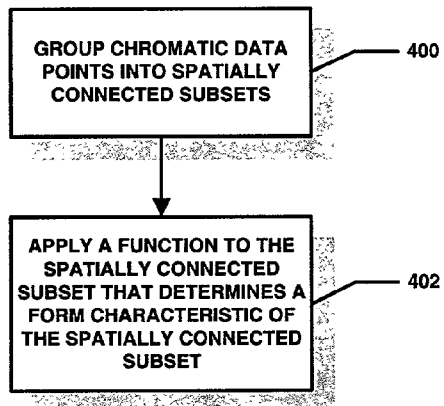 GROUP CHROMATIC DATA
POINTS INTO SPATIALLY
CONNECTED SUBSETS
400
APPLY A FUNCTION TO THE
SPATIALLY CONNECTED
SUBSET THAT DETERMINES A
FORM CHARACTERISTIC OF
THE SPATIALLY CONNECTED
SUBSET
402